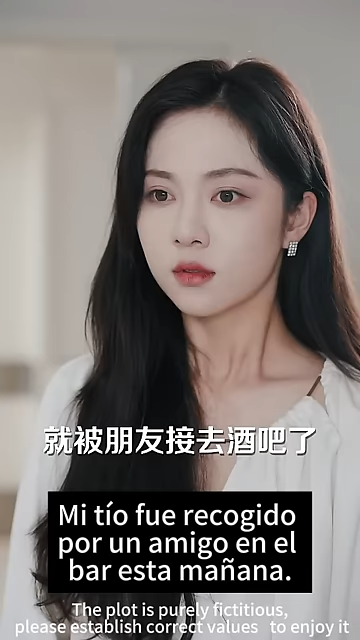 就被朋友接去酒吧了
Mi tío fue recogido
por un amigo en el
bar esta mañana.
The plot is purely fictitious,
please establish correct values to enjoy it